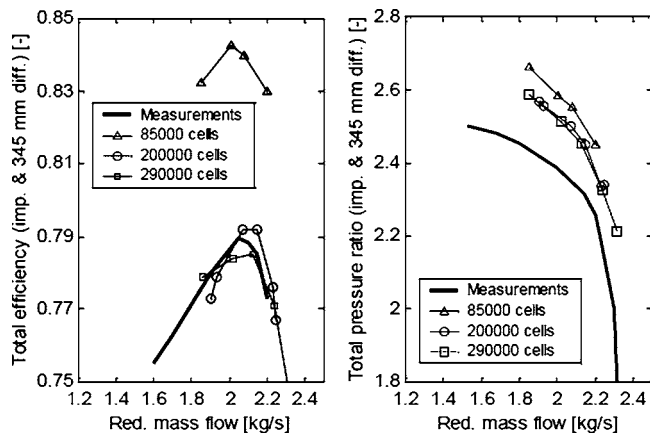 Total efficiency (imp. & 345 mm diff.) [-]
0.85
0.83
0.81
0.79
0.77
0.75
Measurements
85000 cells
200000 cells
290000 cells
1.2 1.4 1.6 1.8 2 2.2 2.4
Red. mass flow [kg/s]
Total pressure ratio (imp. & 345 mm diff.) [-]
2.8
2.6
2.4
2.2
2
1.8
Measurements
85000 cells
200000 cells
290000 cells
1.2 1.4 1.6 1.8 2 2.2 2.4
Red. mass flow [kg/s]